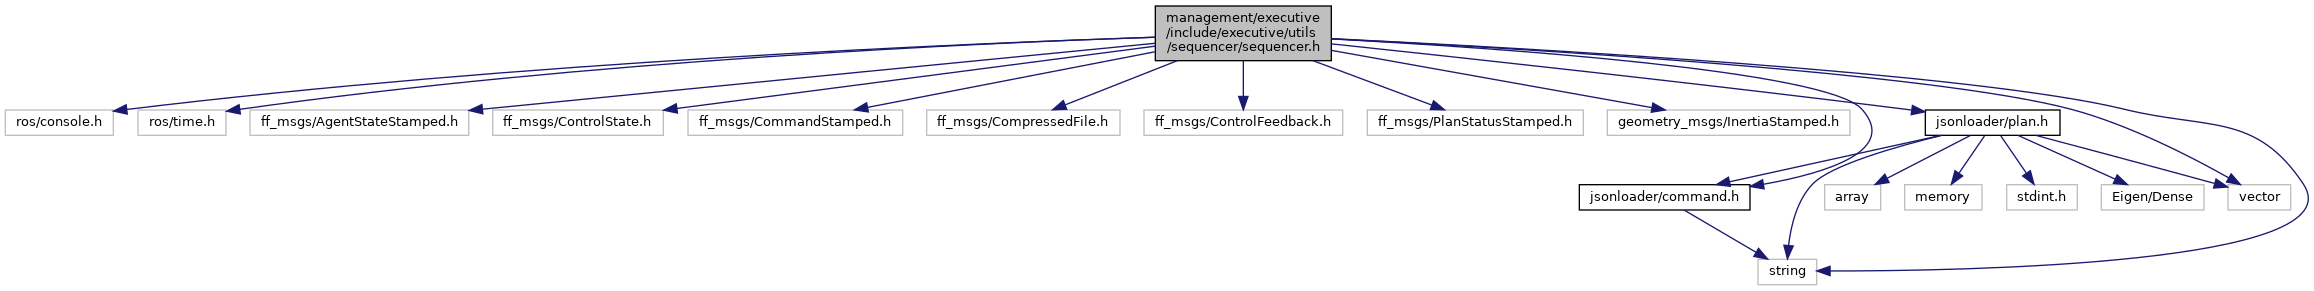 management/executive
/include/executive/utils
/sequencer/sequencer.h
ros/console.h
ros/time.h
ff_msgs/AgentStateStamped.h
ff_msgs/ControlState.h
ff_msgs/CommandStamped.h
ff_msgs/CompressedFile.h
ff_msgs/ControlFeedback.h
ff_msgs/PlanStatusStamped.h
geometry_msgs/InertiaStamped.h
jsonloader/plan.h
jsonloader/command.h
array
memory
stdint.h
Eigen/Dense
vector
string